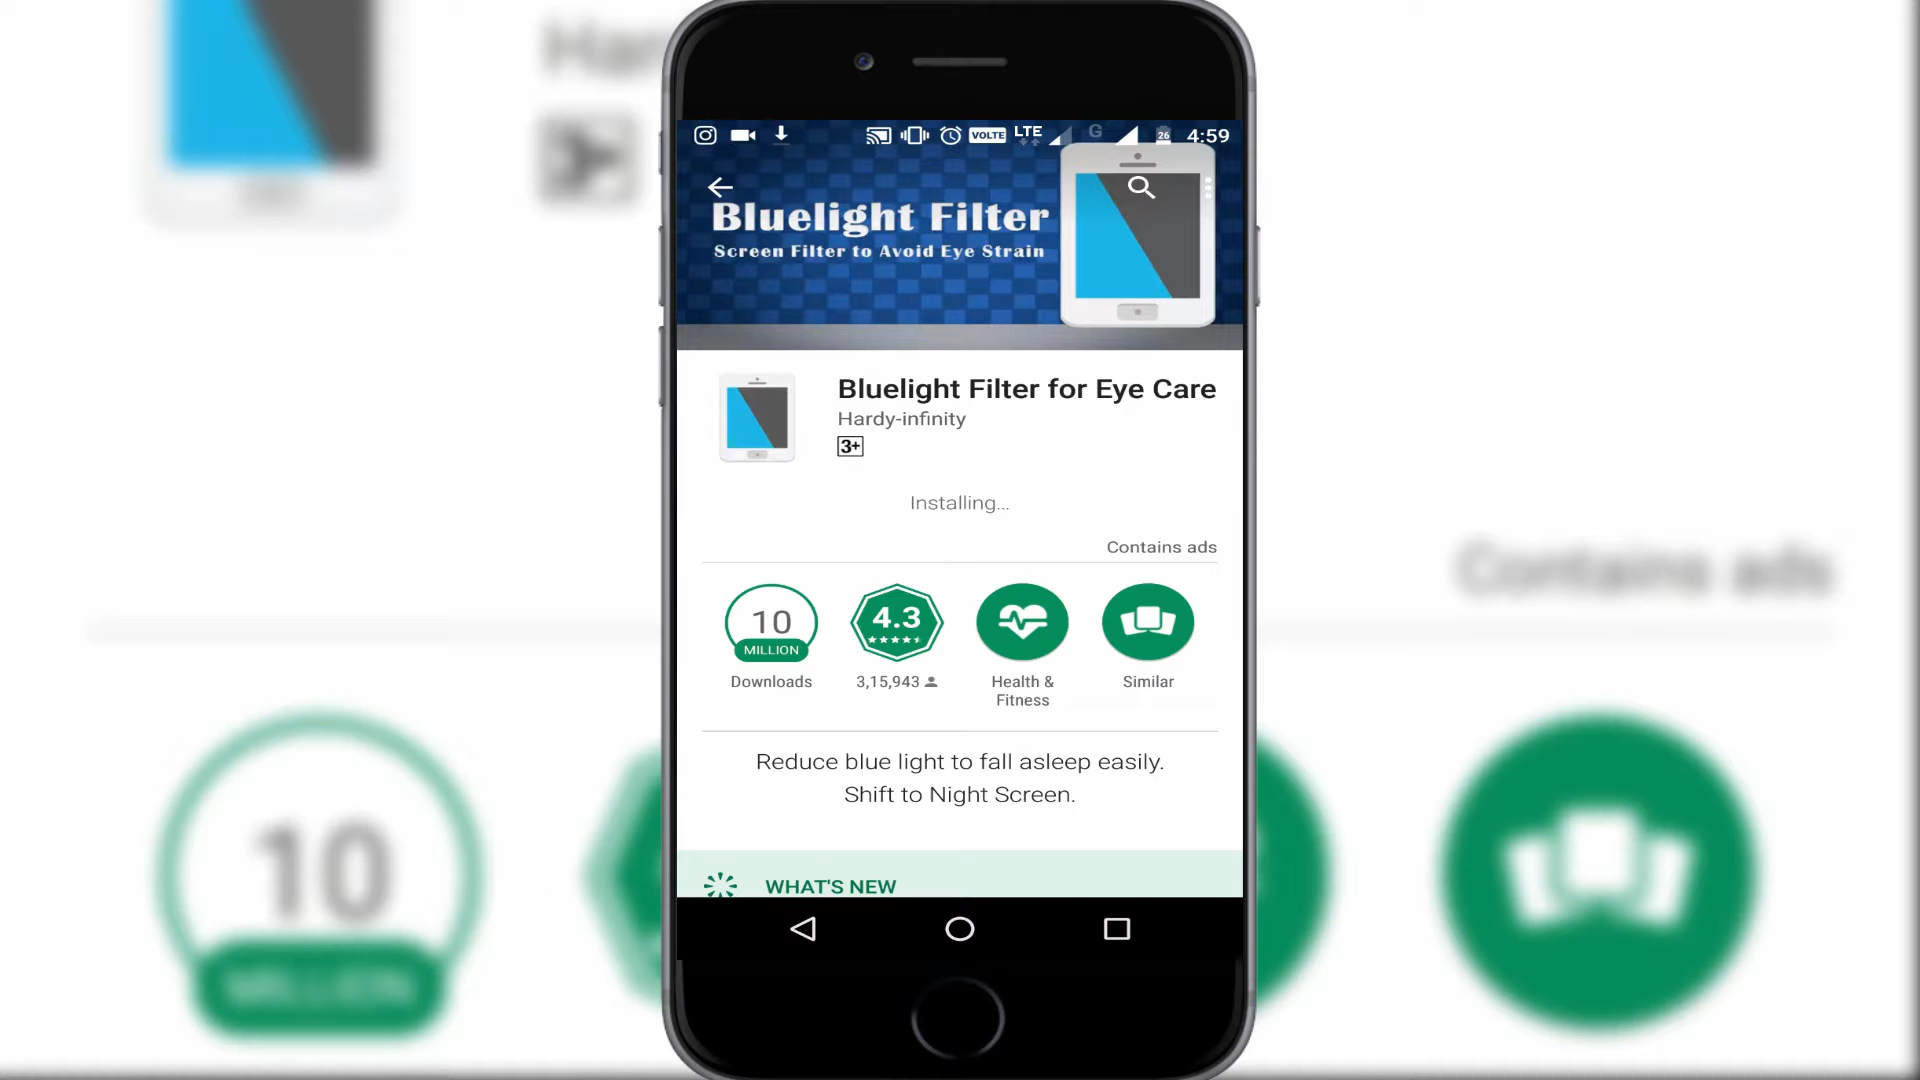 VOLTE LTE G 26 4:59
Bluelight Filter
Screen Filter to Avoid Eye Strain
Bluelight Filter for Eye Care
Hardy-infinity
3+
Installing...
Contains ads
10
MILLION
4.3
Downloads
3,15,943
Health &
Fitness
Similar
Reduce blue light to fall asleep easily.
Shift to Night Screen.
WHAT'S NEW
Contains ads
10
MILLION